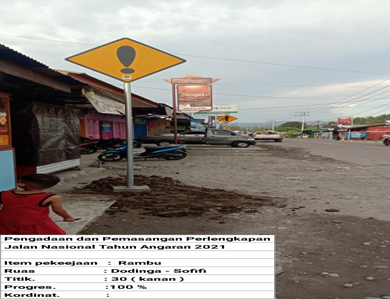 Pengadaan dan Pemasangan Perlengkapan
Jalan Nasional Tahun Angaran 2021
Item pekeejaan : Rambu
Ruas : Dodinga - Sofifi
Titik. : 30 ( kanan )
Progres. :100 %
Kordinat. :